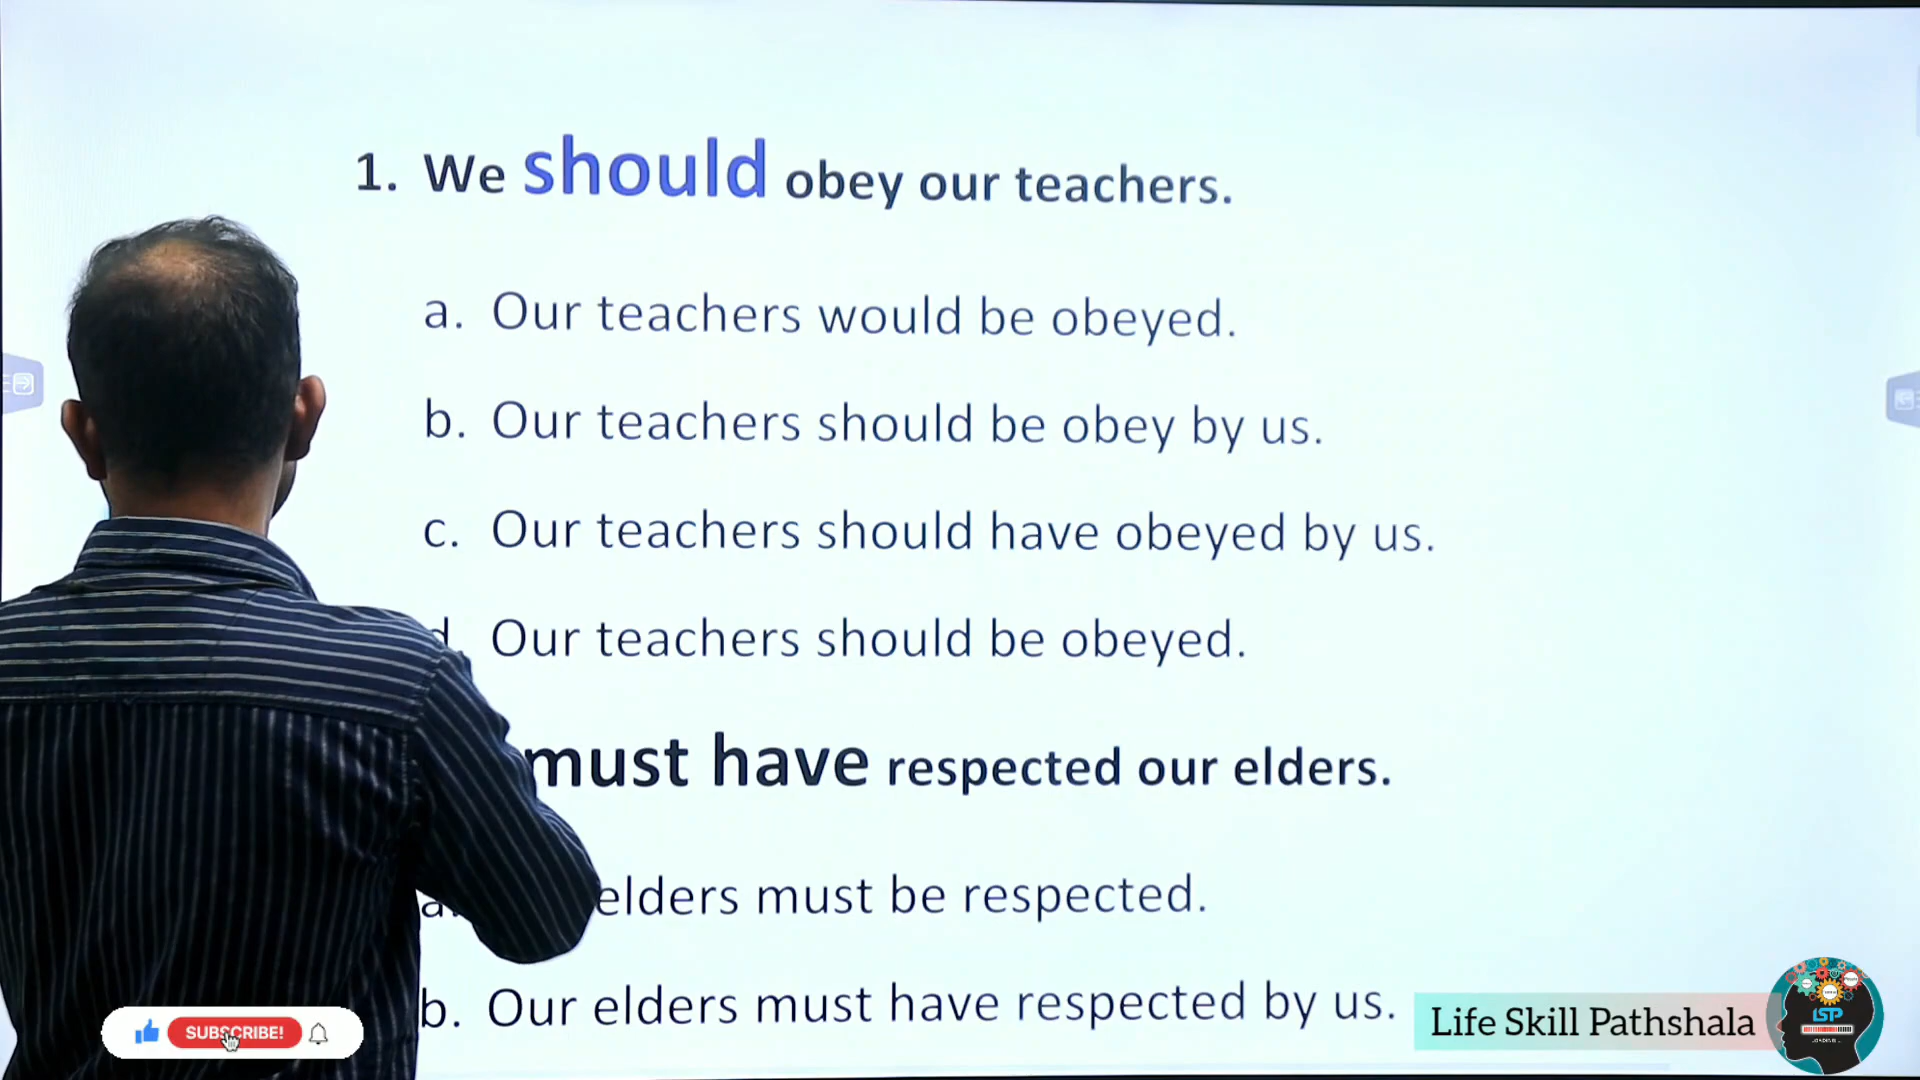 1. We should obey our teachers.
a. Our teachers would be obeyed.
b. Our teachers should be obey by us.
c. Our teachers should have obeyed by us.
d. Our teachers should be obeyed.
must have respected our elders.
a. elders must be respected.
b. Our elders must have respected by us.
SUBSCRIBE!
Life Skill Pathshala
LSP